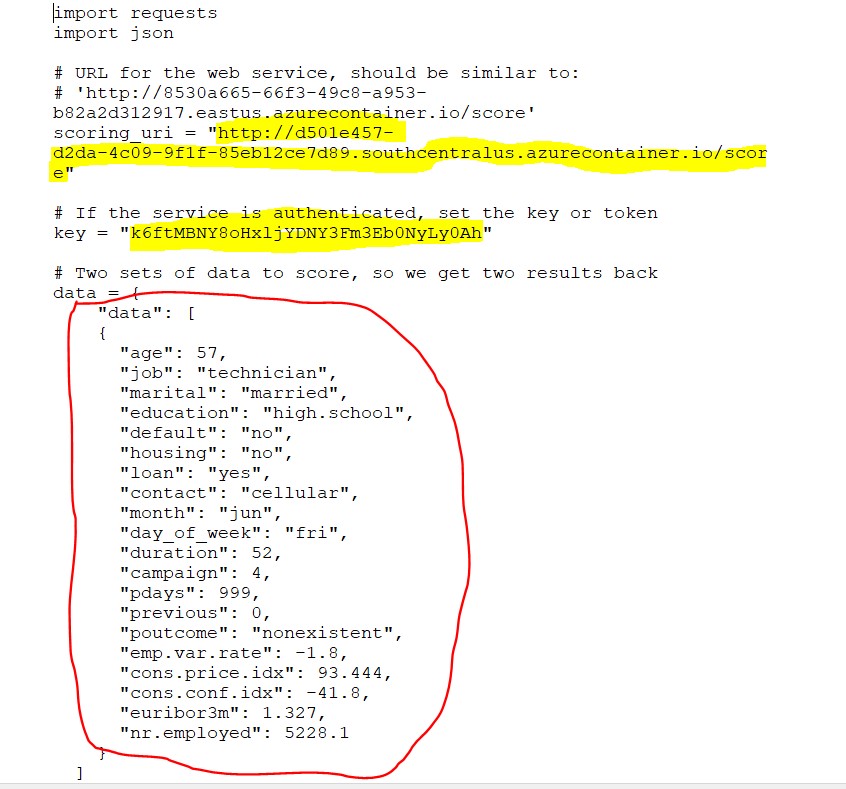 import requests
import json
# URL for the web service, should be similar to:
# 'http://8530a665-66f3-49c8-a953-
b82a2d312917.eastus.azurecontainer.io/score'
scoring_uri = "http://d501e457-
d2da-4c09-9f1f-85eb12ce7d89.southcentralus.azurecontainer.io/scor
e"
# If the service is authenticated, set the key or token
key = "k6ftMBNY8oHxljYDNY3Fm3Eb0NyLy0Ah"
# Two sets of data to score, so we get two results back
data = {
"data": [
{
"age": 57,
"job": "technician",
"marital": "married",
"education": "high.school",
"default": "no",
"housing": "no",
"loan": "yes",
"contact": "cellular",
"month": "jun",
"day_of_week": "fri",
"duration": 52,
"campaign": 4,
"pdays": 999,
"previous": 0,
"poutcome": "nonexistent",
"emp.var.rate": -1.8,
"cons.price.idx": 93.444,
"cons.conf.idx": -41.8,
"euribor3m": 1.327,
"nr.employed": 5228.1
}
]